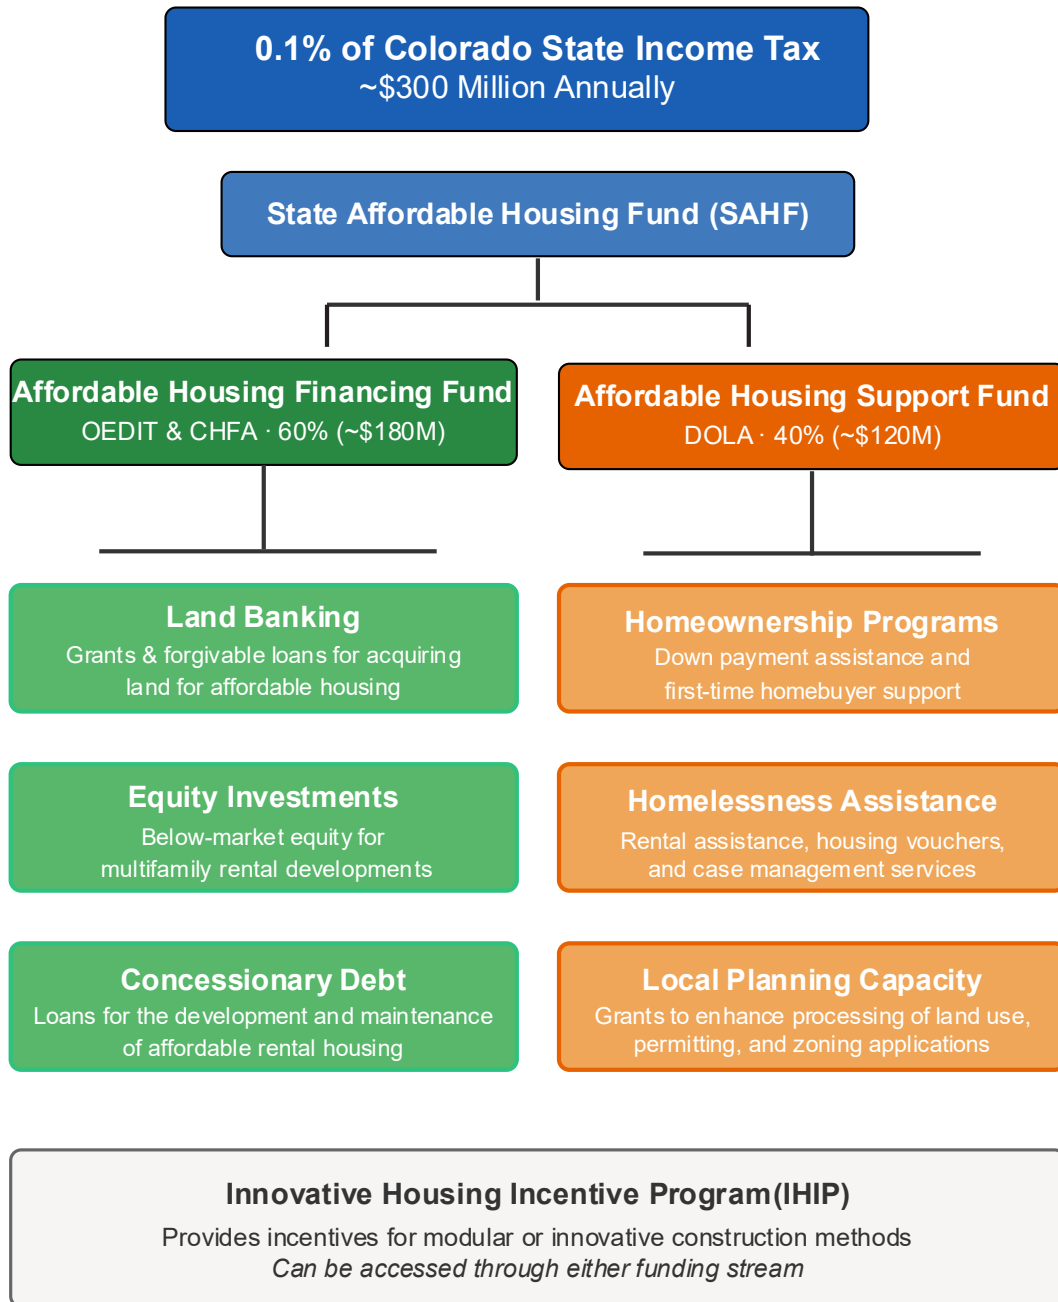 0.1% of Colorado State Income Tax
~$300 Million Annually
State Affordable Housing Fund (SAHF)
Affordable Housing Financing Fund
OEDIT & CHFA · 60% (~$180M)
Affordable Housing Support Fund
DOLA · 40% (~$120M)
Land Banking
Grants & forgivable loans for acquiring
land for affordable housing
Homeownership Programs
Down payment assistance and
first-time homebuyer support
Equity Investments
Below-market equity for
multifamily rental developments
Homelessness Assistance
Rental assistance, housing vouchers,
and case management services
Concessionary Debt
Loans for the development and maintenance
of affordable rental housing
Local Planning Capacity
Grants to enhance processing of land use,
permitting, and zoning applications
Innovative Housing Incentive Program(IHIP)
Provides incentives for modular or innovative construction methods
Can be accessed through either funding stream